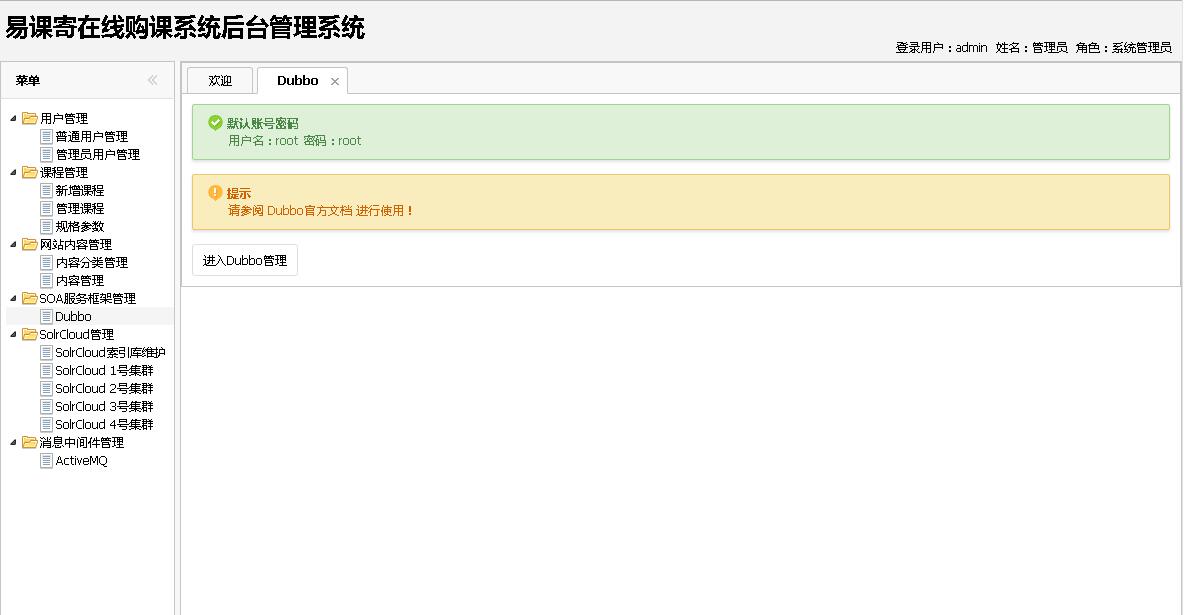 易课寄在线购课系统后台管理系统
登录用户：admin 姓名：管理员 角色：系统管理员
菜单
欢迎
Dubbo
用户管理
普通用户管理
管理员用户管理
课程管理
新增课程
管理课程
规格参数
网站内容管理
内容分类管理
内容管理
SOA服务框架管理
Dubbo
SolrCloud管理
SolrCloud索引库维护
SolrCloud 1号集群
SolrCloud 2号集群
SolrCloud 3号集群
SolrCloud 4号集群
消息中间件管理
ActiveMQ
默认账号密码
用户名：root 密码：root
提示
请参阅 Dubbo官方文档 进行使用！
进入Dubbo管理